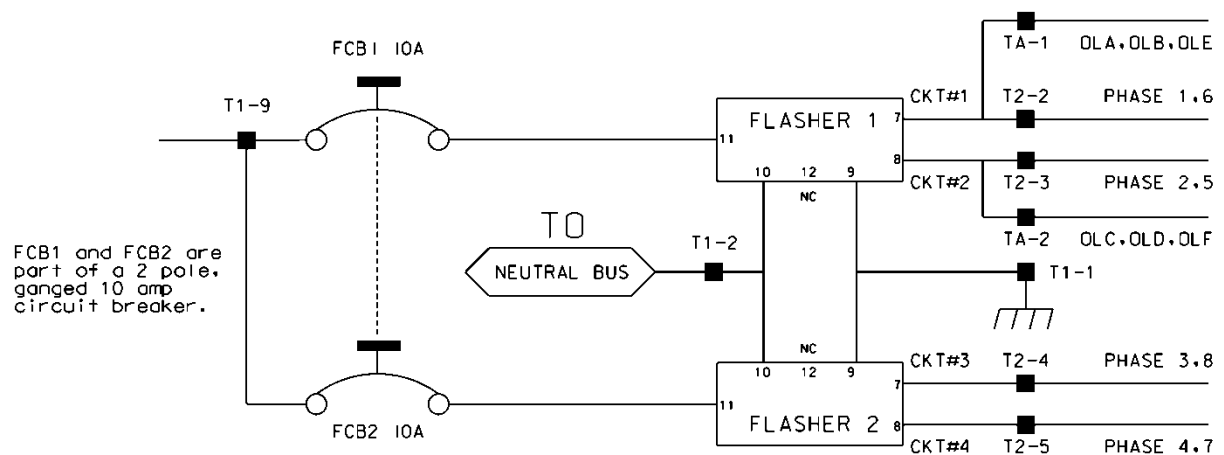 FCB1 10A
T1-9
TA-1 OLA.OLB.OLE
CKT#1 T2-2 PHASE 1.6
FLASHER 1
7
11
8
10 12 9
NC
CKT#2 T2-3 PHASE 2.5
TO
NEUTRAL BUS
T1-2
TA-2 OLC.OLD.OLF
T1-1
FCB1 and FCB2 are
part of a 2 pole.
ganged 10 amp
circuit breaker.
NC
10 12 9
CKT#3 T2-4 PHASE 3.8
7
11
FLASHER 2
8
FCB2 10A
CKT#4 T2-5 PHASE 4.7